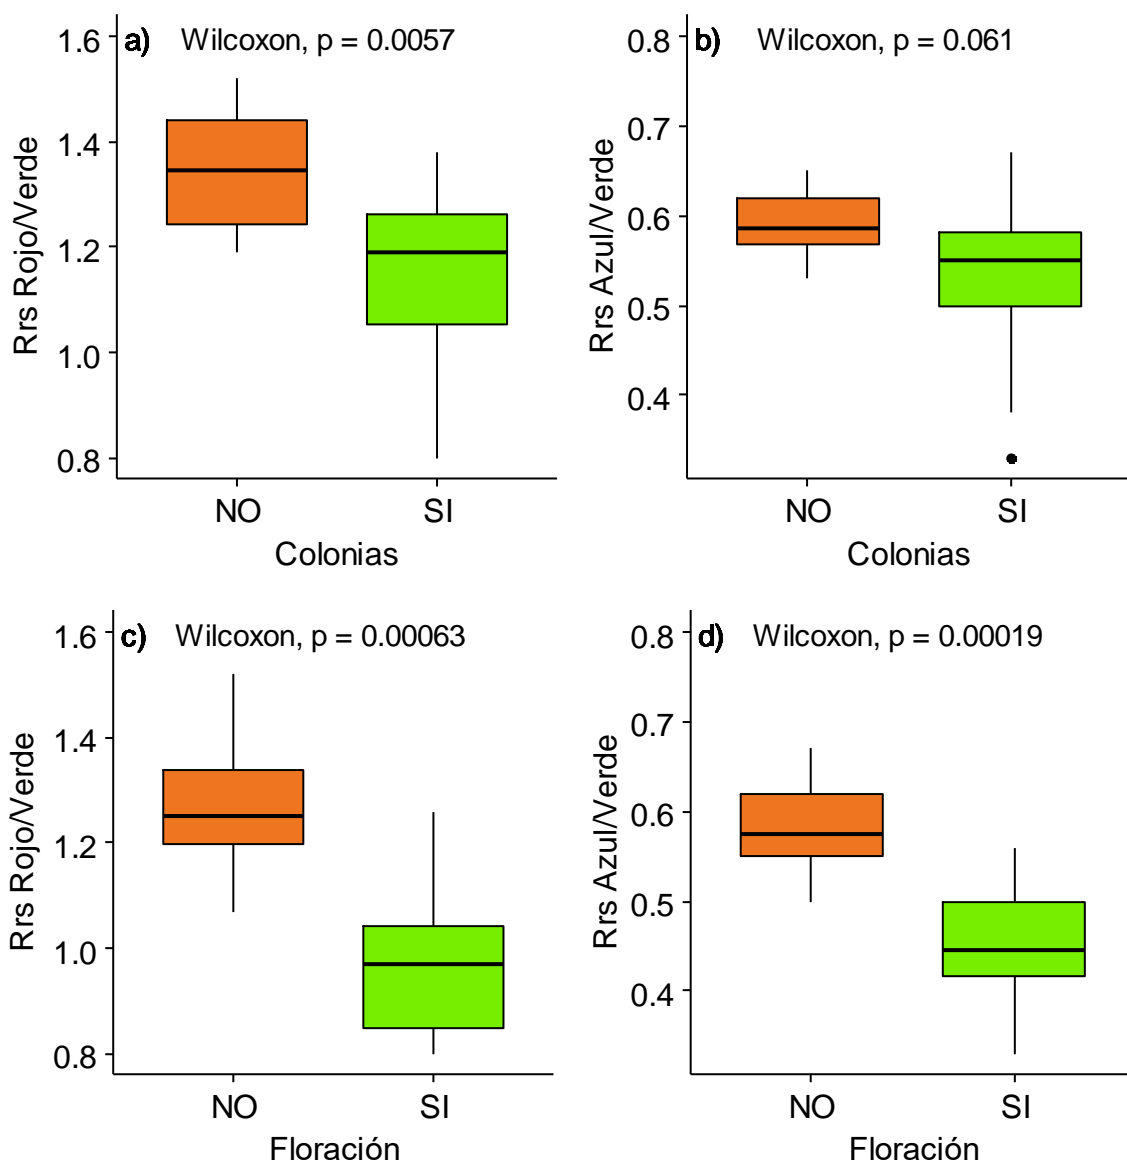 a) Wilcoxon, p = 0.0057
1.6
1.4
1.2
1.0
0.8
Rrs Rojo/Verde
NO SI
Colonias
b) Wilcoxon, p = 0.061
0.8
0.7
0.6
0.5
0.4
Rrs Azul/Verde
NO SI
Colonias
c) Wilcoxon, p = 0.00063
1.6
1.4
1.2
1.0
0.8
Rrs Rojo/Verde
NO SI
Floración
d) Wilcoxon, p = 0.00019
0.8
0.7
0.6
0.5
0.4
Rrs Azul/Verde
NO SI
Floración